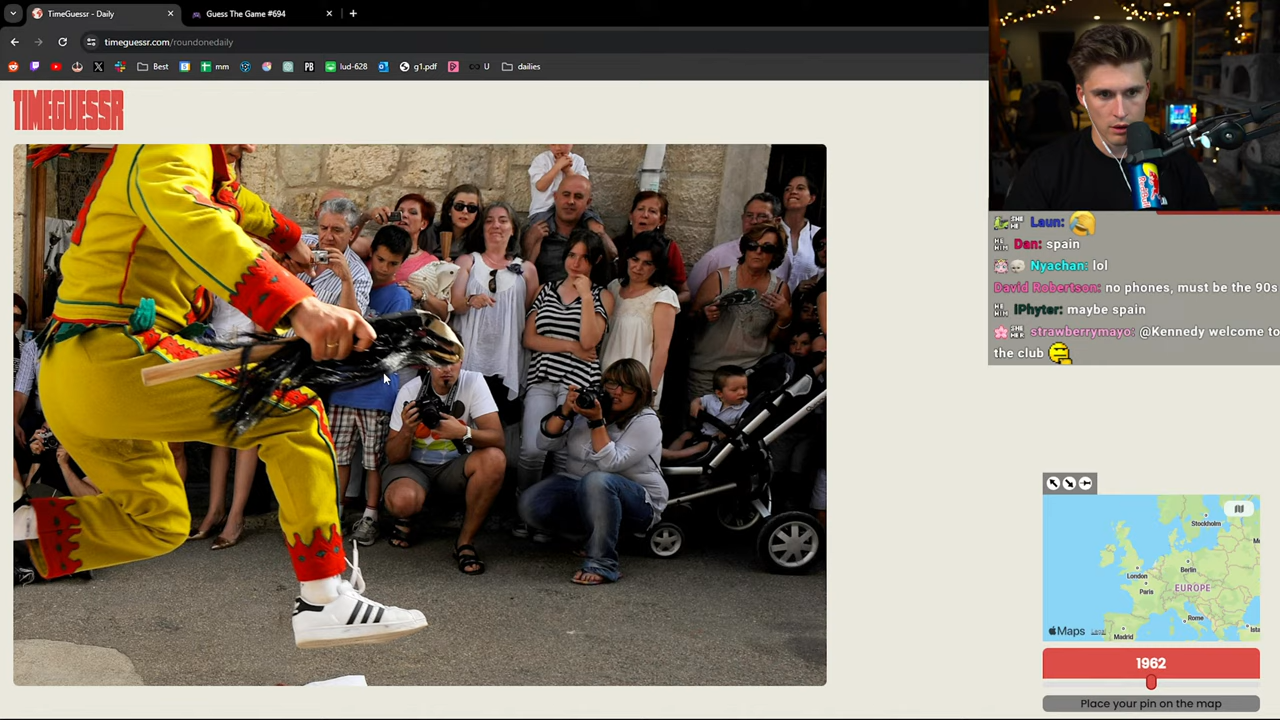 TimeGuessr - Daily
Guess The Game #694
timeguessr.com/roundonedaily
Best
mm
PB
lud-628
g1.pdf
U
dailies
TIMEGUESSR
Laun:
Dan: spain
Nyachan: lol
David Robertson: no phones, must be the 90s
IPhyter: maybe spain
strawberrymayo: @Kennedy welcome to
the club
Stockholm
London
Berlin
Paris
EUROPE
Rome
Madrid
Maps
1962
Place your pin on the map